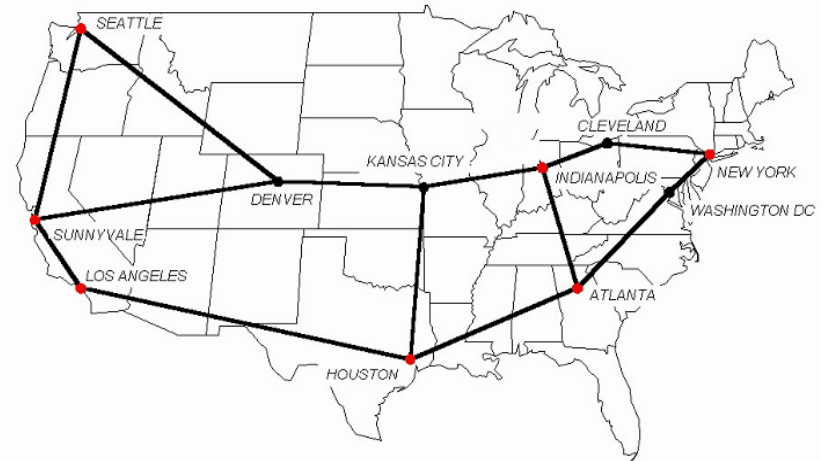 SEATTLE
CLEVELAND
KANSAS CITY
NEW YORK
INDIANAPOLIS
DENVER
WASHINGTON DC
SUNNYVALE
LOS ANGELES
ATLANTA
HOUSTON